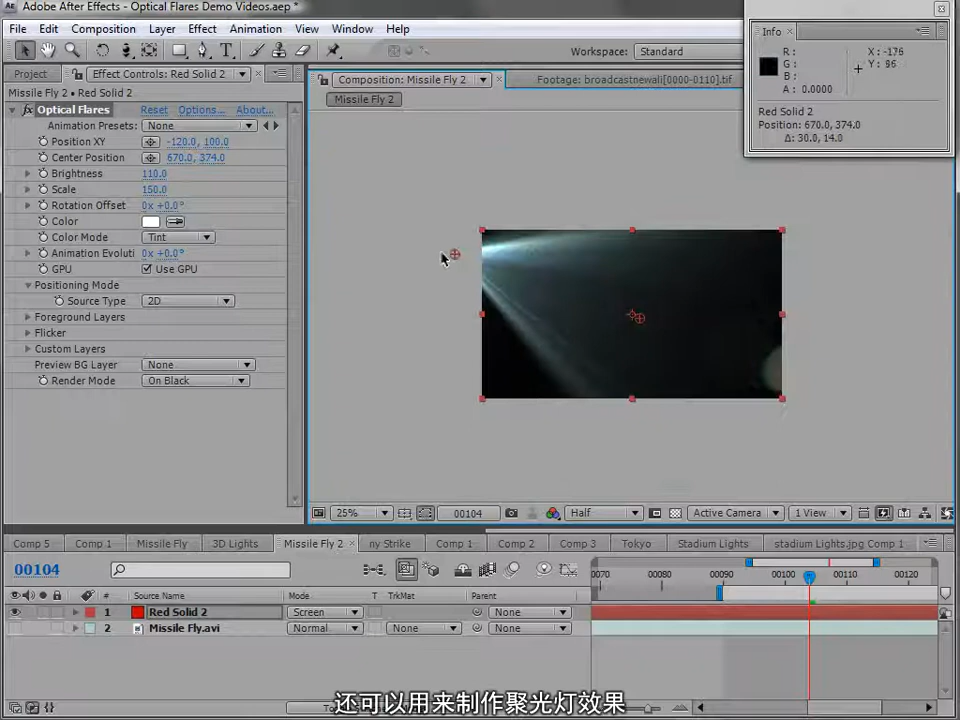 Adobe After Effects - Optical Flares Demo Videos.aep *
File Edit Composition Layer Effect Animation View Window Help
Workspace: Standard
Info ×
R : X : -176
G : Y : 96
B :
A : 0.0000
Red Solid 2
Position: 670.0, 374.0
Δ: 30.0, 14.0
Project Effect Controls: Red Solid 2 ×
Composition: Missile Fly 2 × Footage: broadcastnewali[0000-0110].tif
Missile Fly 2 • Red Solid 2
Missile Fly 2
fx Optical Flares Reset Options... About...
Animation Presets: None
Position XY -120.0, 100.0
Center Position 670.0, 374.0
Brightness 110.0
Scale 150.0
Rotation Offset 0x +0.0°
Color
Color Mode Tint
Animation Evoluti 0x +0.0°
GPU Use GPU
Positioning Mode
Source Type 2D
Foreground Layers
Flicker
Custom Layers
Preview BG Layer None
Render Mode On Black
25% 00104 Half Active Camera 1 View
Comp 5 Comp 1 Missile Fly 3D Lights Missile Fly 2 × ny Strike Comp 1 Comp 2 Comp 3 Tokyo Stadium Lights stadium Lights.jpg Comp 1
00104
0070 00080 00090 00100 00110 00120
# Source Name Mode T TrkMat Parent
1 Red Solid 2 Screen None
2 Missile Fly.avi Normal None None
还可以用来制作聚光灯效果